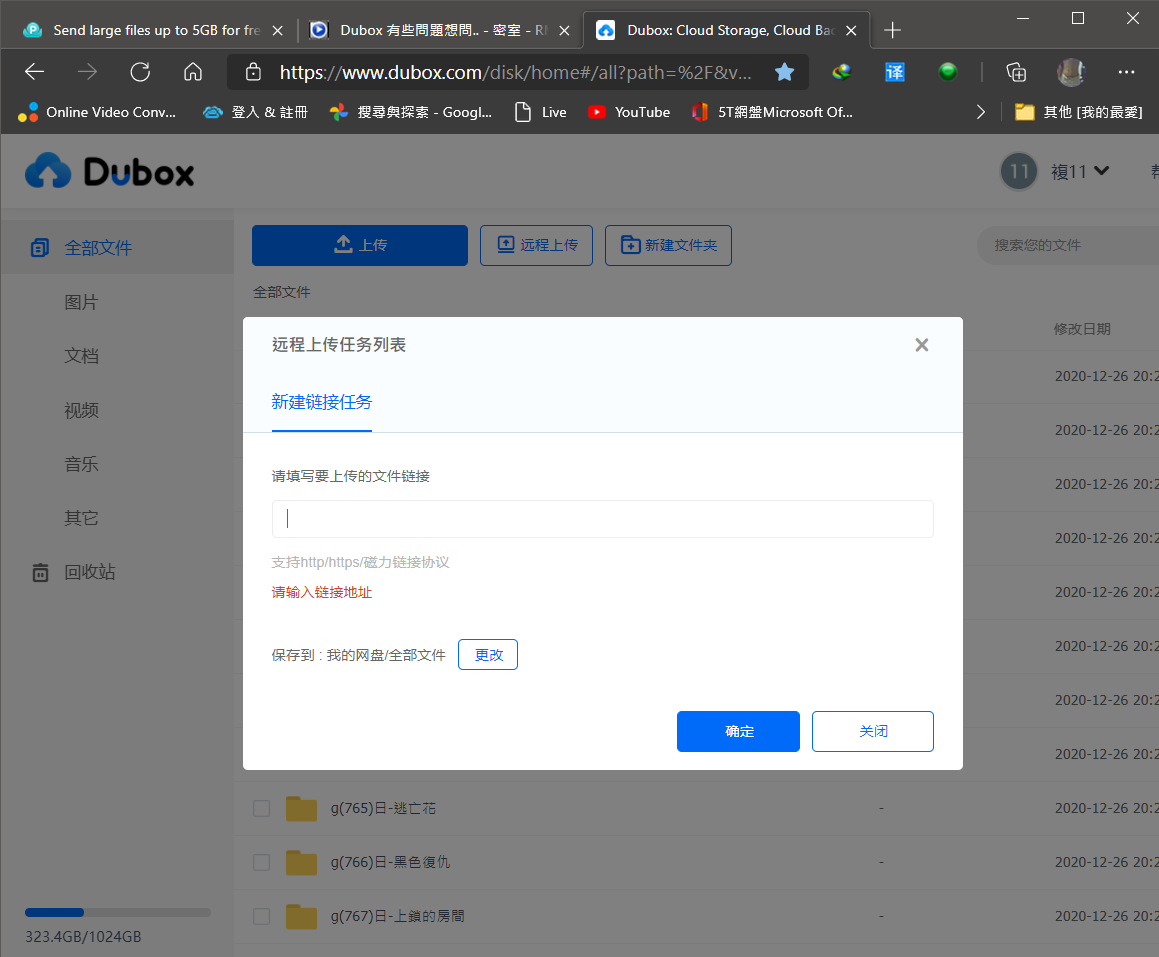 Send large files up to 5GB for fre
Dubox 有些問題想問.. - 密室 - RM
Dubox: Cloud Storage, Cloud Bac
https://www.dubox.com/disk/home#/all?path=%2F&v...
译
Online Video Conv...
登入 & 註冊
搜尋與探索 - Googl...
Live
YouTube
5T網盤Microsoft Of...
其他 [我的最愛]
Dubox
11
複11
全部文件
上传
远程上传
新建文件夹
搜索您的文件
图片
全部文件
修改日期
文档
视频
音乐
其它
回收站
远程上传任务列表
新建链接任务
请填写要上传的文件链接
支持http/https/磁力链接协议
请输入链接地址
保存到 : 我的网盘/全部文件
更改
确定
关闭
2020-12-26 20:2
2020-12-26 20:2
2020-12-26 20:2
2020-12-26 20:2
2020-12-26 20:2
2020-12-26 20:2
2020-12-26 20:2
2020-12-26 20:2
g(765)日-逃亡花 - 2020-12-26 20:2
g(766)日-黑色復仇 - 2020-12-26 20:2
g(767)日-上鎖的房間 - 2020-12-26 20:2
323.4GB/1024GB